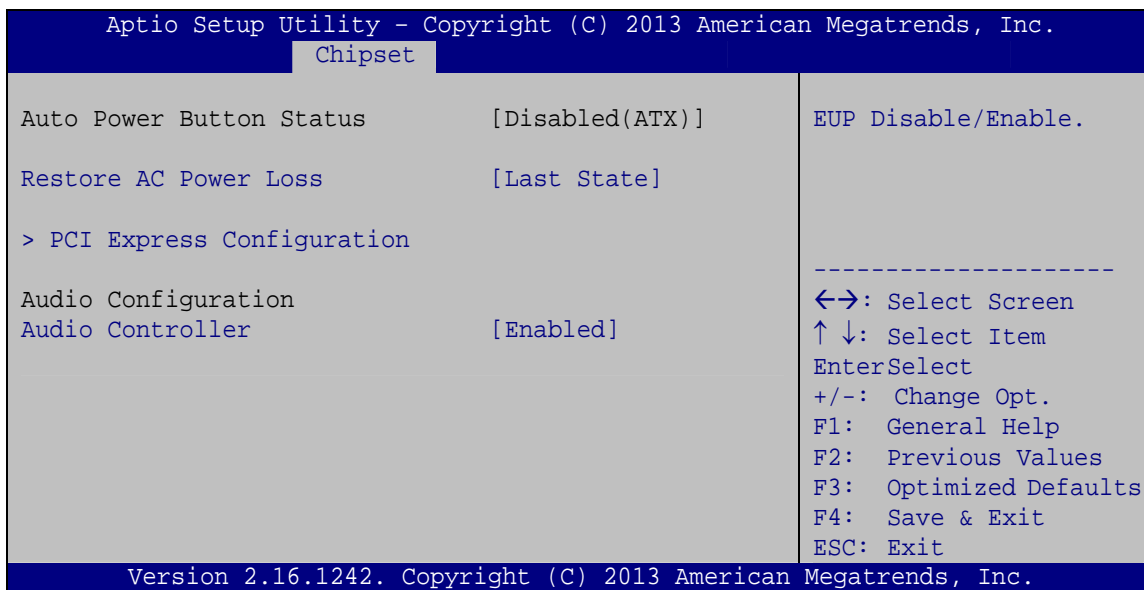 Aptio Setup Utility – Copyright (C) 2013 American Megatrends, Inc.
Chipset
Auto Power Button Status [Disabled(ATX)]
Restore AC Power Loss [Last State]
> PCI Express Configuration
Audio Configuration
Audio Controller [Enabled]
EUP Disable/Enable.
---------------------
←→: Select Screen
↑ ↓: Select Item
EnterSelect
+/-: Change Opt.
F1: General Help
F2: Previous Values
F3: Optimized Defaults
F4: Save & Exit
ESC: Exit
Version 2.16.1242. Copyright (C) 2013 American Megatrends, Inc.